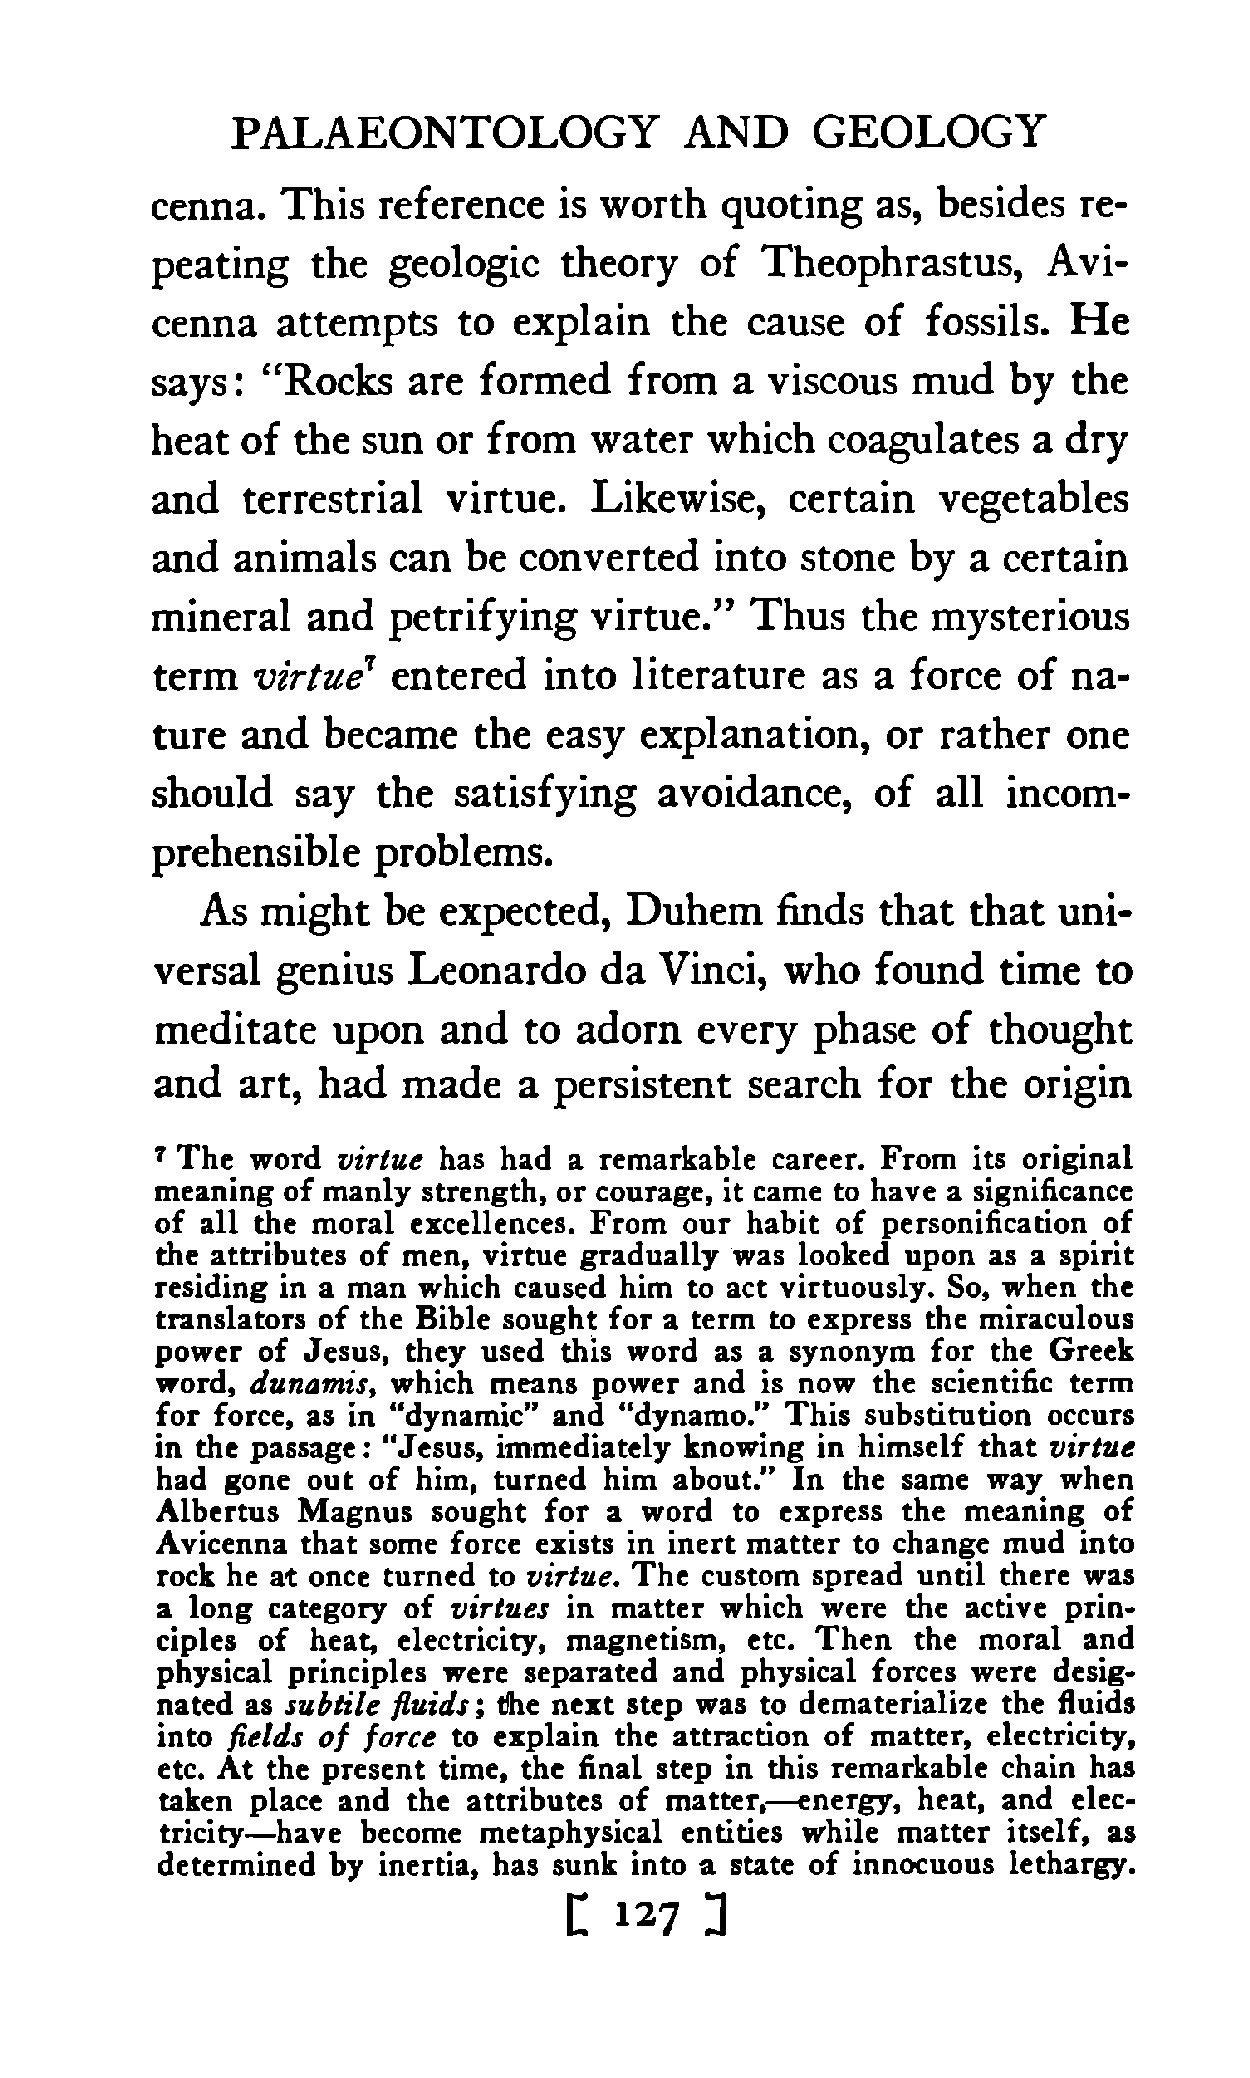 PALAEONTOLOGY AND GEOLOGY
cenna. This reference is worth quoting as, besides re-
peating the geologic theory of Theophrastus, Avi-
cenna attempts to explain the cause of fossils. He
says: "Rocks are formed from a viscous mud by the
heat of the sun or from water which coagulates a dry
and terrestrial virtue. Likewise, certain vegetables
and animals can be converted into stone by a certain
mineral and petrifying virtue." Thus the mysterious
term virtue⁷ entered into literature as a force of na-
ture and became the easy explanation, or rather one
should say the satisfying avoidance, of all incom-
prehensible problems.
As might be expected, Duhem finds that that uni-
versal genius Leonardo da Vinci, who found time to
meditate upon and to adorn every phase of thought
and art, had made a persistent search for the origin
⁷ The word virtue has had a remarkable career. From its original
meaning of manly strength, or courage, it came to have a significance
of all the moral excellences. From our habit of personification of
the attributes of men, virtue gradually was looked upon as a spirit
residing in a man which caused him to act virtuously. So, when the
translators of the Bible sought for a term to express the miraculous
power of Jesus, they used this word as a synonym for the Greek
word, dunamis, which means power and is now the scientific term
for force, as in "dynamic" and "dynamo." This substitution occurs
in the passage: "Jesus, immediately knowing in himself that virtue
had gone out of him, turned him about." In the same way when
Albertus Magnus sought for a word to express the meaning of
Avicenna that some force exists in inert matter to change mud into
rock he at once turned to virtue. The custom spread until there was
a long category of virtues in matter which were the active prin-
ciples of heat, electricity, magnetism, etc. Then the moral and
physical principles were separated and physical forces were desig-
nated as subtile fluids; the next step was to dematerialize the fluids
into fields of force to explain the attraction of matter, electricity,
etc. At the present time, the final step in this remarkable chain has
taken place and the attributes of matter,—energy, heat, and elec-
tricity—have become metaphysical entities while matter itself, as
determined by inertia, has sunk into a state of innocuous lethargy.
[ 127 ]